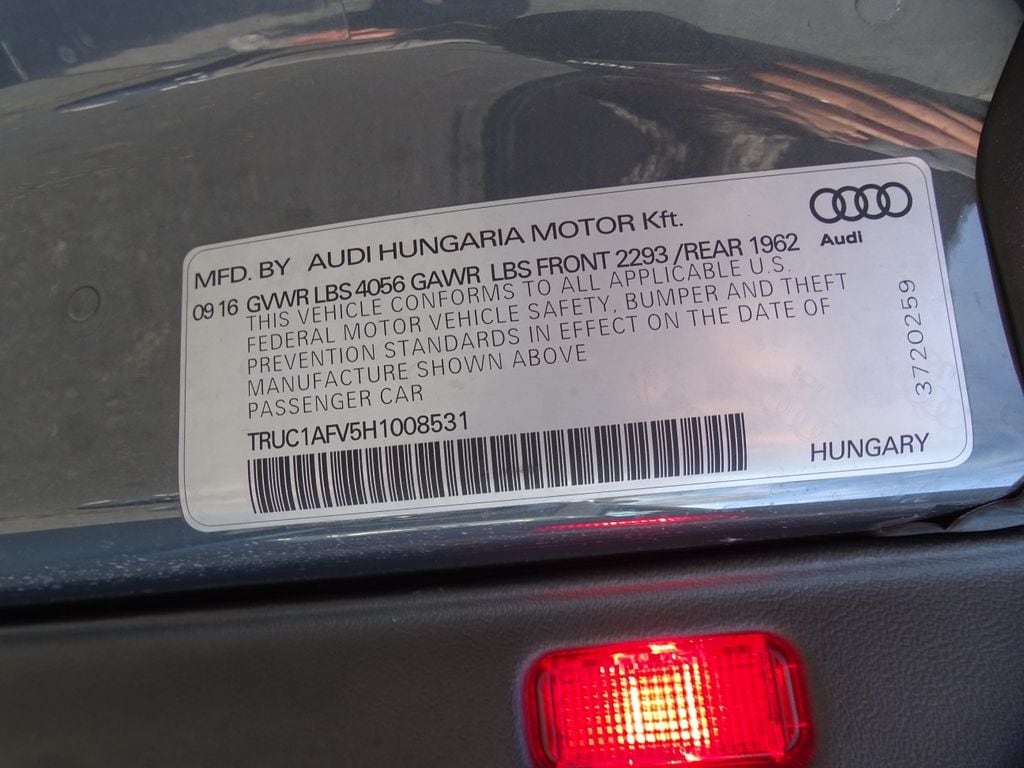 MFD. BY AUDI HUNGARIA MOTOR Kft.
Audi
09 16 GVWR LBS 4056 GAWR LBS FRONT 2293 /REAR 1962
THIS VEHICLE CONFORMS TO ALL APPLICABLE U.S.
FEDERAL MOTOR VEHICLE SAFETY, BUMPER AND THEFT
PREVENTION STANDARDS IN EFFECT ON THE DATE OF
MANUFACTURE SHOWN ABOVE
PASSENGER CAR
TRUC1AFV5H1008531
HUNGARY
3720259